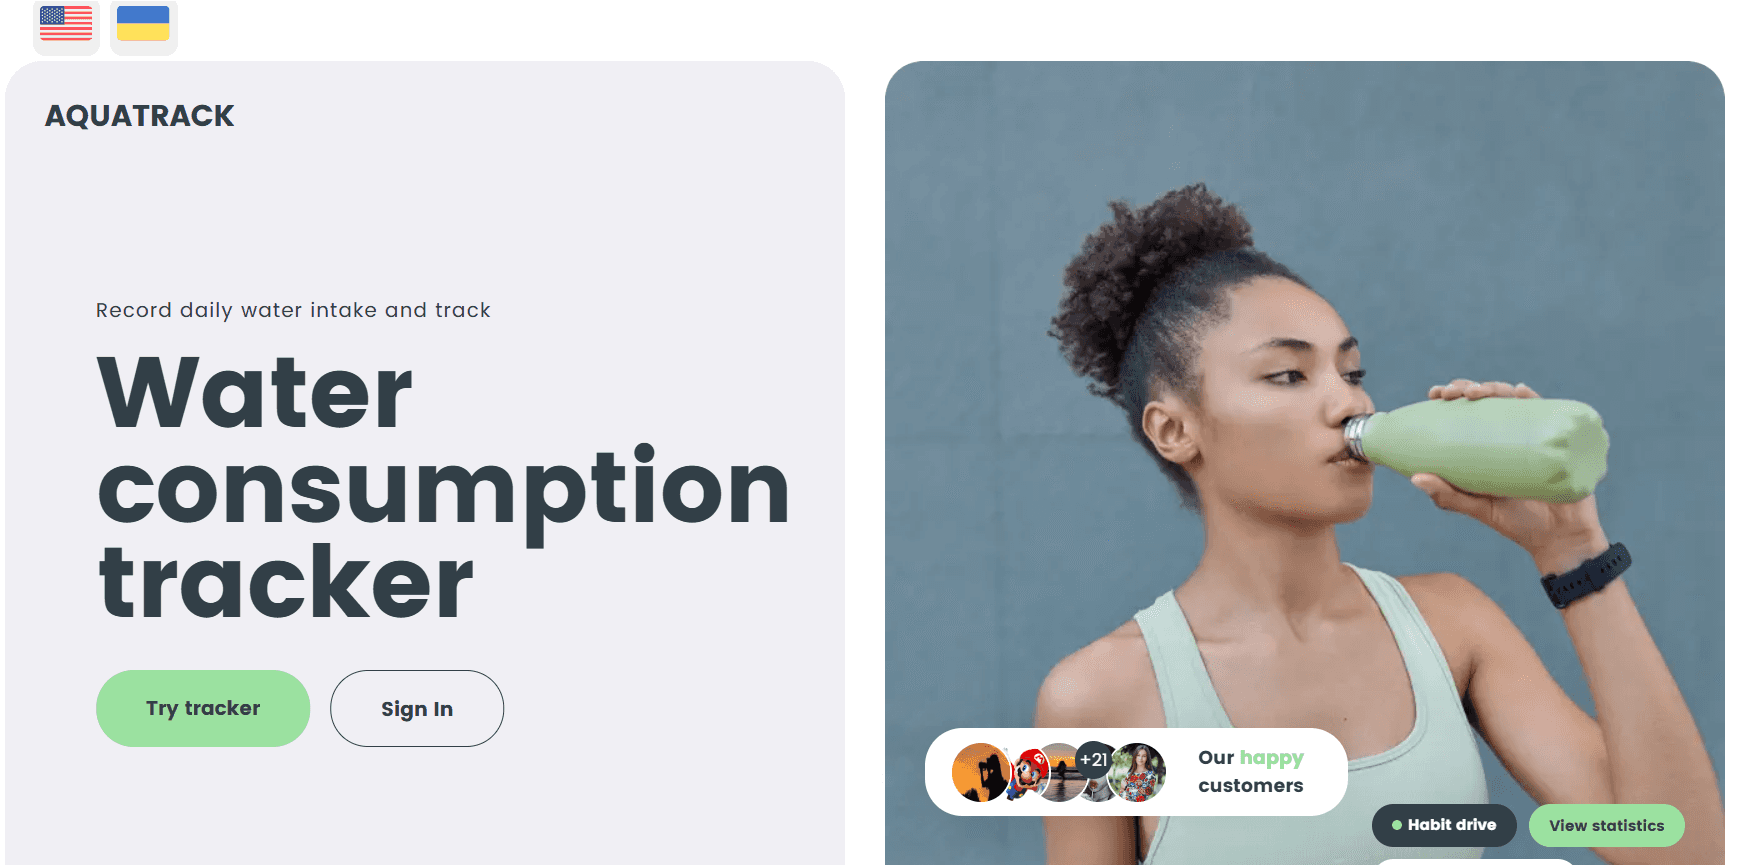 AQUATRACK
Record daily water intake and track
Water
consumption
tracker
Try tracker
Sign In
+21
Our happy
customers
Habit drive
View statistics